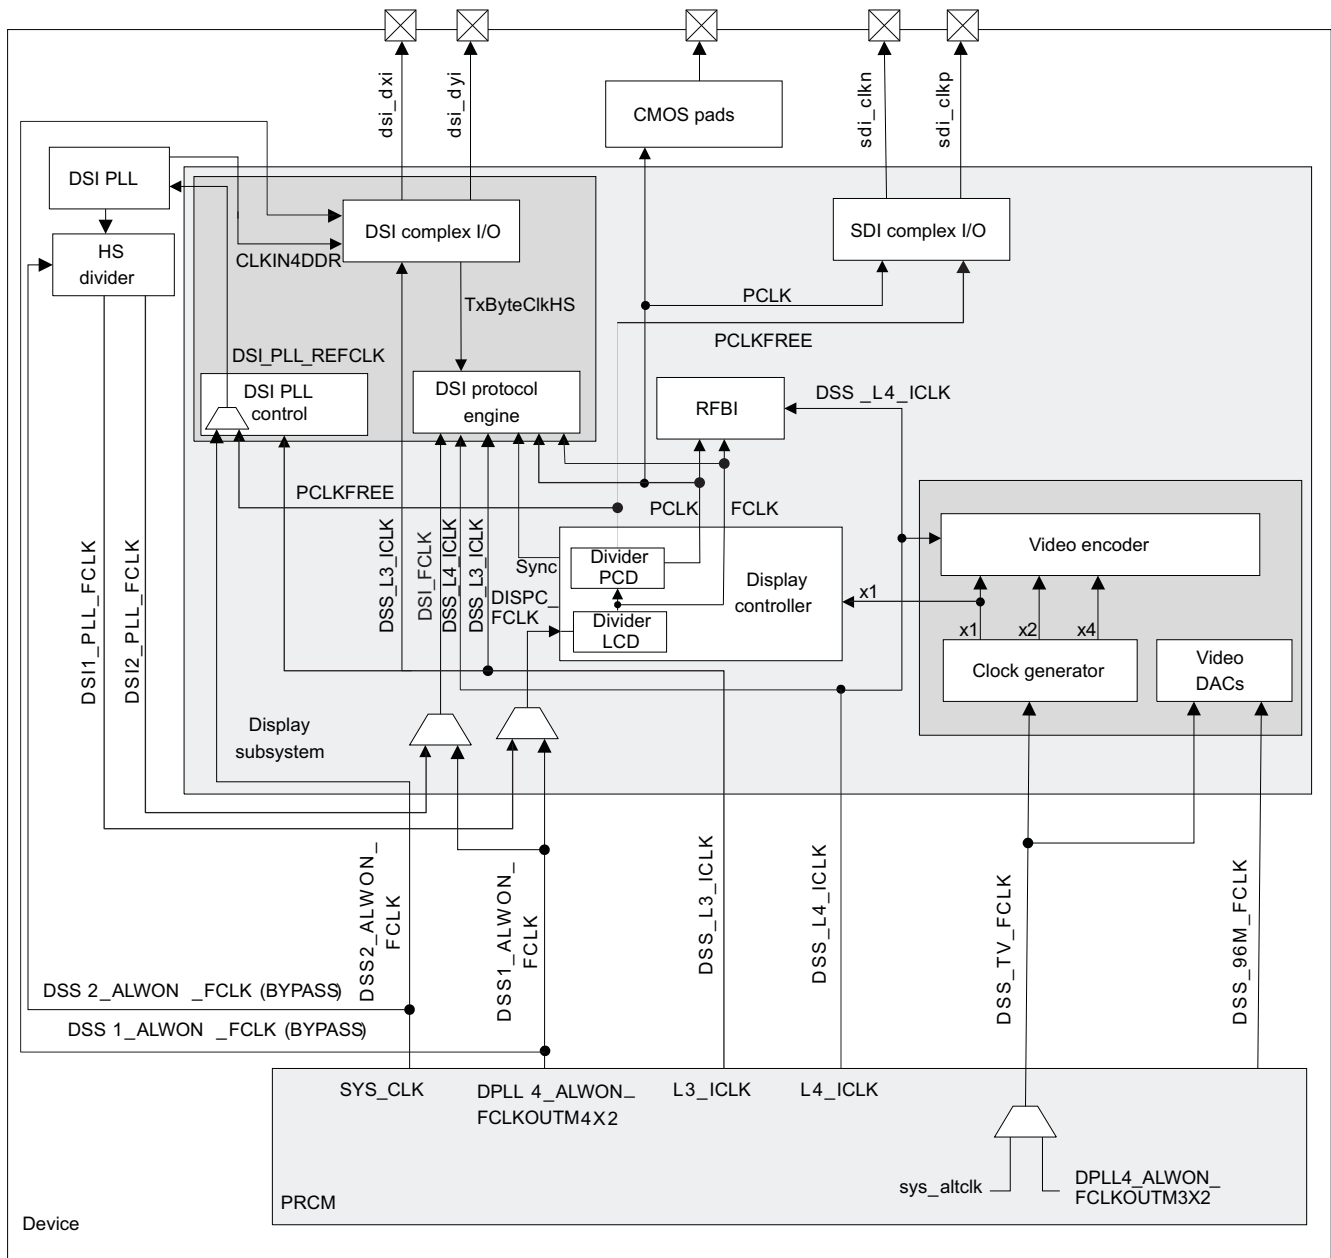 dsi_dxi
dsi_dyi
sdi_clkn
sdi_clkp
CMOS pads
DSI PLL
HS
divider
DSI complex I/O
SDI complex I/O
CLKIN4DDR
TxByteClkHS
PCLK
PCLKFREE
DSI_PLL_REFCLK
DSI PLL
control
DSI protocol
engine
RFBI
DSS _L4_ICLK
PCLKFREE
PCLK
FCLK
DSS_L3_ICLK
DSI_FCLK
DSS_L4_ICLK
DSS_L3_ICLK
Sync
DISPC_
FCLK
Divider
PCD
Divider
LCD
Display
controller
x1
Video encoder
x1
x2
x4
Clock generator
Video
DACs
DSI1_PLL_FCLK
DSI2_PLL_FCLK
Display
subsystem
DSS2_ALWON_
FCLK
DSS1_ALWON_
FCLK
DSS_L3_ICLK
DSS_L4_ICLK
DSS_TV_FCLK
DSS_96M_FCLK
DSS 2_ALWON _FCLK (BYPASS)
DSS 1_ALWON _FCLK (BYPASS)
SYS_CLK
DPLL 4_ALWON_
FCLKOUTM4X2
L3_ICLK
L4_ICLK
sys_altclk
DPLL4_ALWON_
FCLKOUTM3X2
PRCM
Device